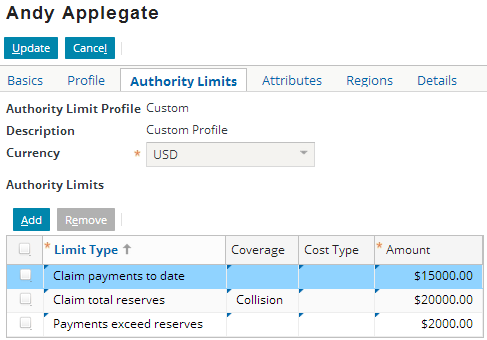 Andy Applegate
Update Cancel
Basics Profile Authority Limits Attributes Regions Details
Authority Limit Profile Custom
Description Custom Profile
Currency * USD
Authority Limits
Add Remove
* Limit Type ↑ Coverage Cost Type * Amount
Claim payments to date $15000.00
Claim total reserves Collision $20000.00
Payments exceed reserves $2000.00